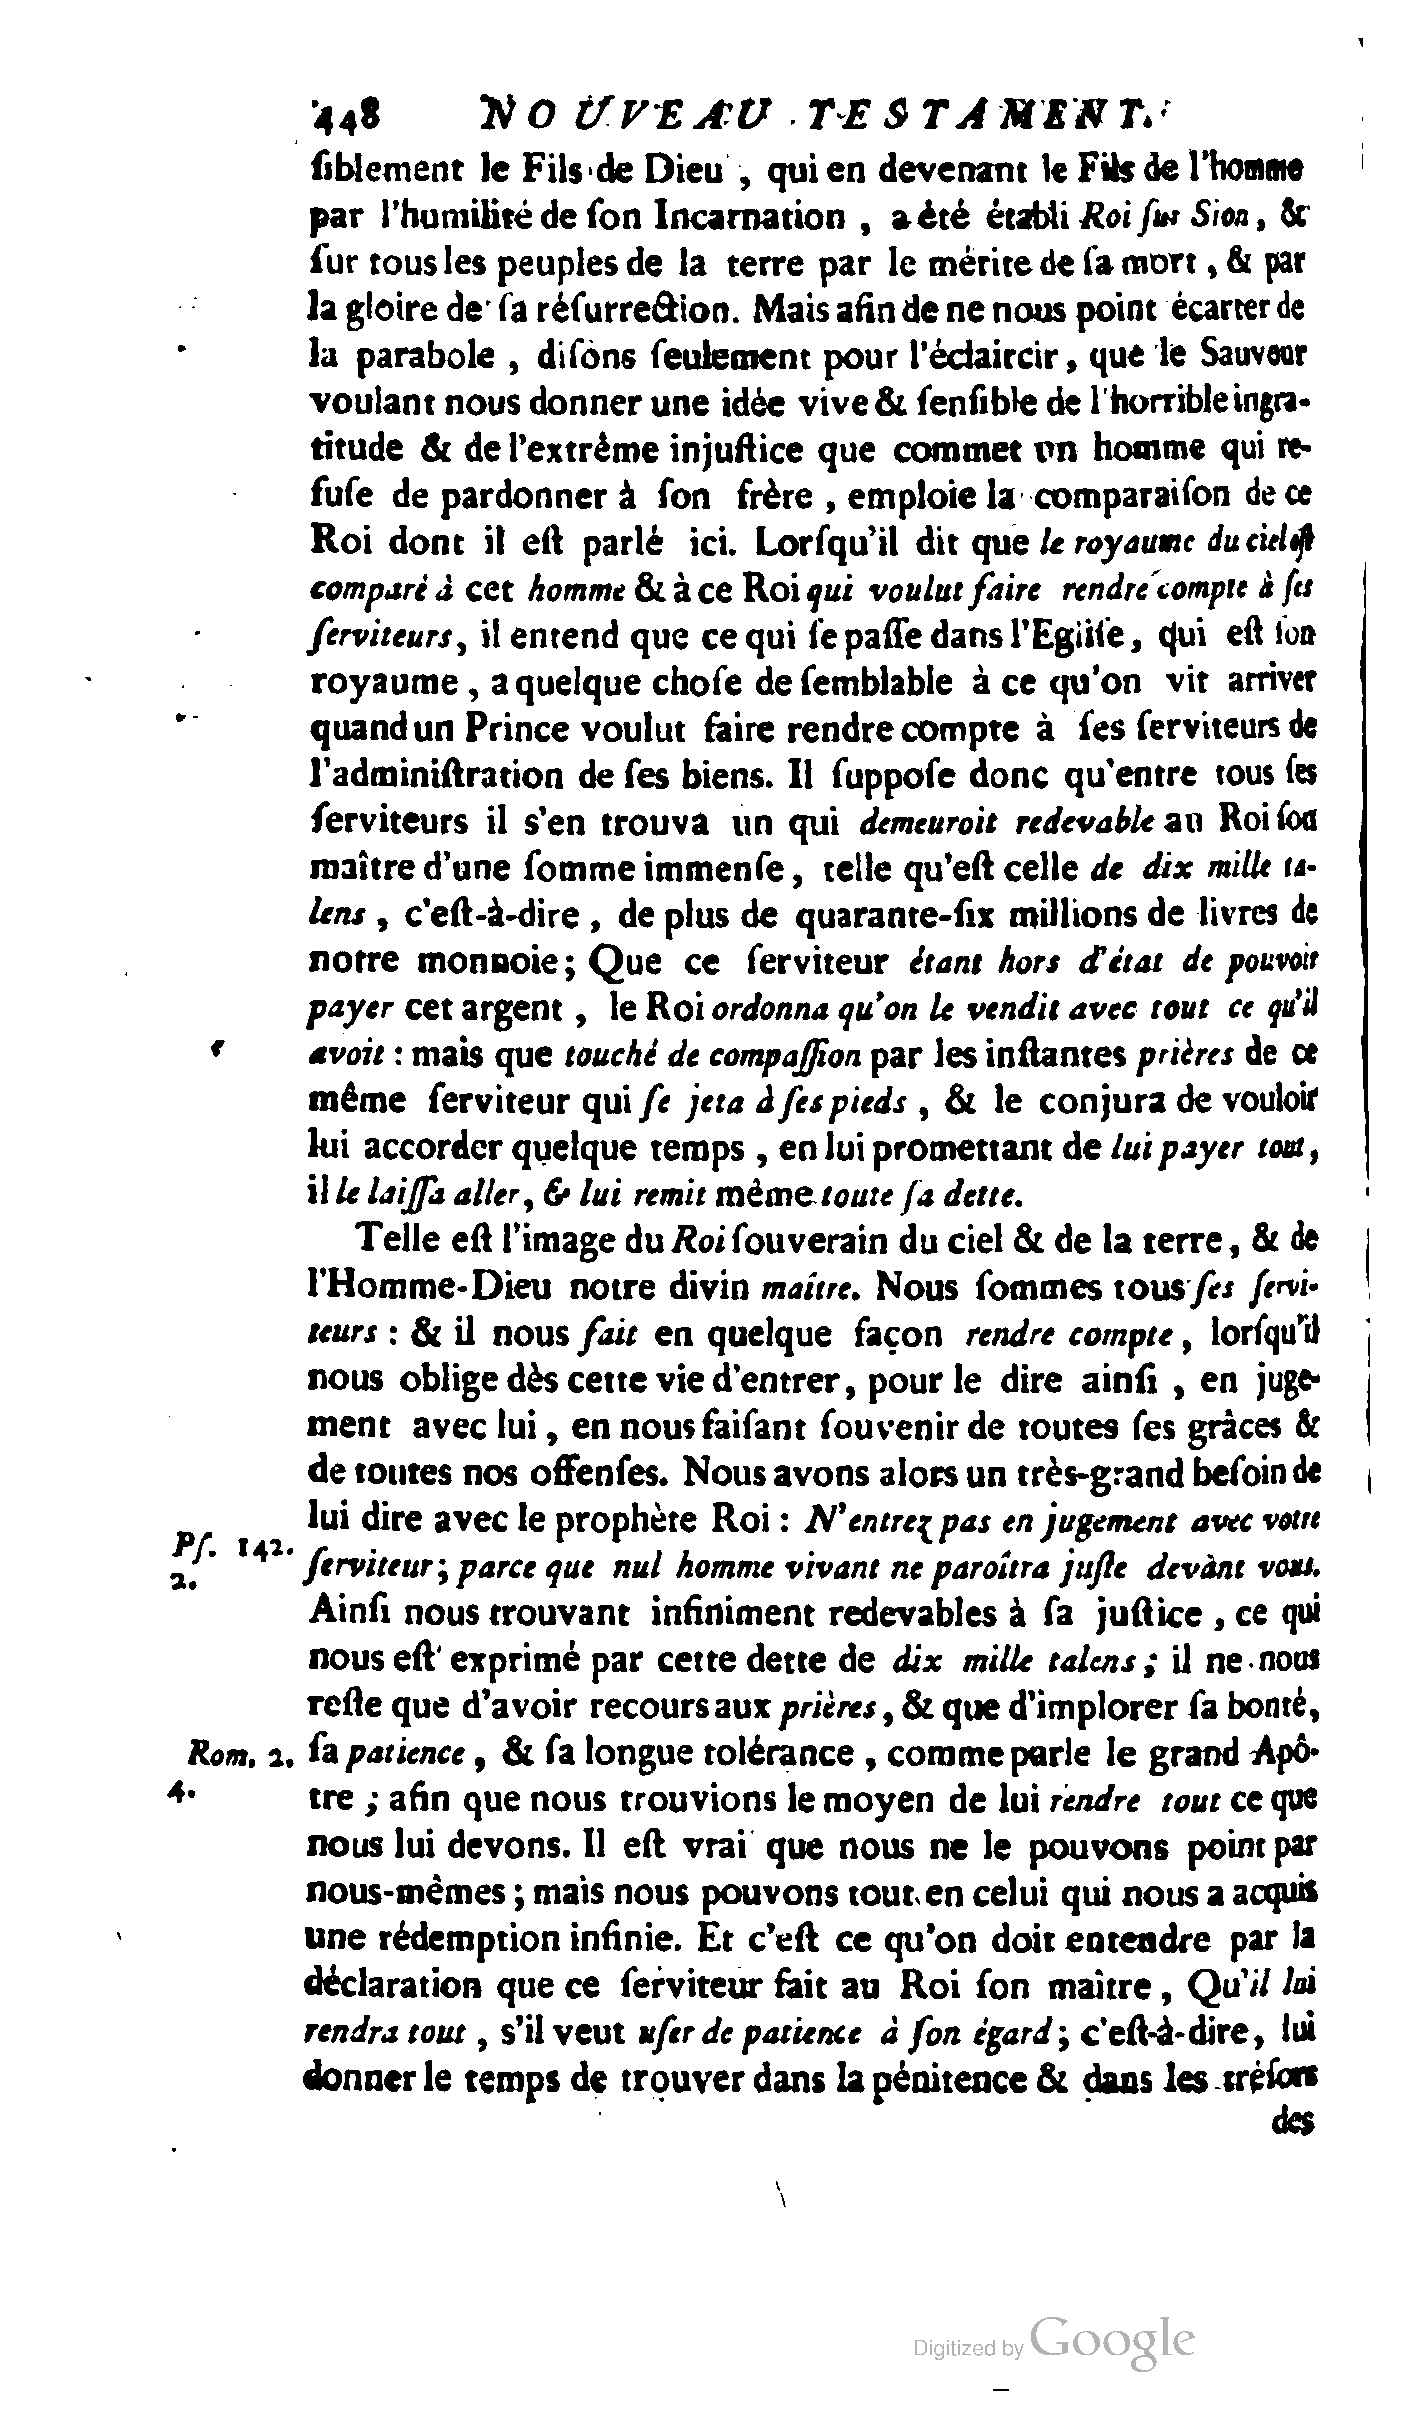 448 NOUVEAU TESTAMENT.
ſiblement le Fils de Dieu, qui en devenant le Fils de l'homme
par l'humilité de ſon Incarnation, a été établi Roi ſur Sion, &
ſur tous les peuples de la terre par le mérite de ſa mort, & par
la gloire de ſa réſurrection. Mais afin de ne nous point écarter de
la parabole, diſons ſeulement pour l'éclaircir, que le Sauveur
voulant nous donner une idée vive & ſenſible de l'horrible ingra-
titude & de l'extrême injuſtice que commet un homme qui re-
fuſe de pardonner à ſon frère, emploie la comparaiſon de ce
Roi dont il eſt parlé ici. Lorſqu'il dit que le royaume du ciel eſt
comparé à cet homme & à ce Roi qui voulut faire rendre compte à ſes
ſerviteurs, il entend que ce qui ſe paſſe dans l'Egliſe, qui eſt ſon
royaume, a quelque choſe de ſemblable à ce qu'on vit arriver
quand un Prince voulut faire rendre compte à ſes ſerviteurs de
l'adminiſtration de ſes biens. Il ſuppoſe donc qu'entre tous ſes
ſerviteurs il s'en trouva un qui demeuroit redevable au Roi ſon
maître d'une ſomme immenſe, telle qu'eſt celle de dix mille ta-
lens, c'eſt-à-dire, de plus de quarante-ſix millions de livres de
notre monnoie; Que ce ſerviteur étant hors d'état de pouvoir
payer cet argent, le Roi ordonna qu'on le vendit avec tout ce qu'il
avoit : mais que touché de compaſſion par les inſtantes prières de ce
même ſerviteur qui ſe jeta à ſes pieds, & le conjura de vouloir
lui accorder quelque temps, en lui promettant de lui payer tout,
il le laiſſa aller, & lui remit même toute ſa dette.
Telle eſt l'image du Roi ſouverain du ciel & de la terre, & de
l'Homme-Dieu notre divin maître. Nous ſommes tous ſes ſervi-
teurs : & il nous fait en quelque façon rendre compte, lorſqu'il
nous oblige dès cette vie d'entrer, pour le dire ainſi, en juge-
ment avec lui, en nous faiſant ſouvenir de toutes ſes grâces &
de toutes nos offenſes. Nous avons alors un très-grand beſoin de
lui dire avec le prophète Roi : N'entrez pas en jugement avec votre
Pſ. 142. ſerviteur; parce que nul homme vivant ne paroîtra juſte devant vous.
2.
Ainſi nous trouvant infiniment redevables à ſa juſtice, ce qui
nous eſt exprimé par cette dette de dix mille talens; il ne nous
reſte que d'avoir recours aux prières, & que d'implorer ſa bonté,
Rom. 2. ſa patience, & ſa longue tolérance, comme parle le grand Apô-
4. tre; afin que nous trouvions le moyen de lui rendre tout ce que
nous lui devons. Il eſt vrai que nous ne le pouvons point par
nous-mêmes; mais nous pouvons tout en celui qui nous a acquis
une rédemption infinie. Et c'eſt ce qu'on doit entendre par la
déclaration que ce ſerviteur fait au Roi ſon maître, Qu'il lui
rendra tout, s'il veut uſer de patience à ſon égard; c'eſt-à-dire, lui
donner le temps de trouver dans la pénitence & dans les tréſors
des
Digitized by Google